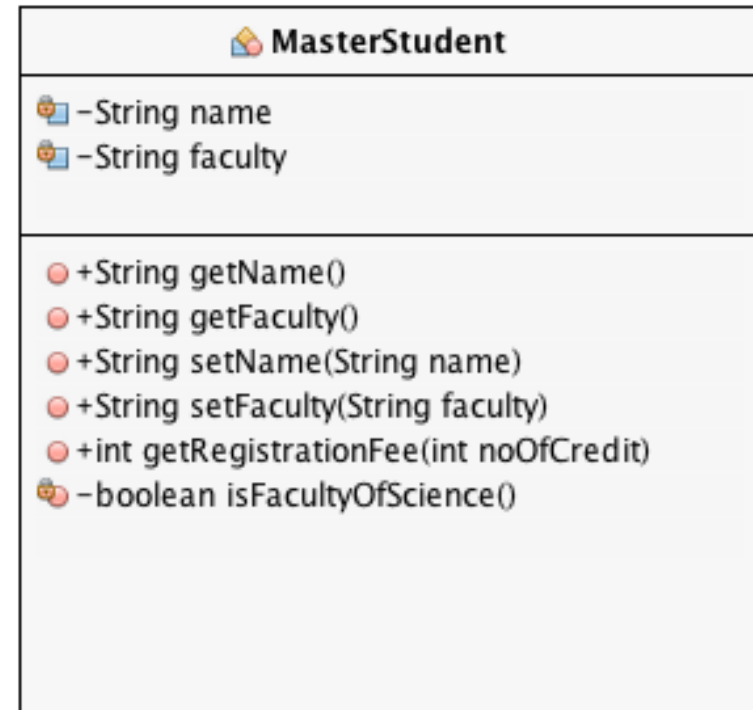 MasterStudent
-String name
-String faculty
+String getName()
+String getFaculty()
+String setName(String name)
+String setFaculty(String faculty)
+int getRegistrationFee(int noOfCredit)
-boolean isFacultyOfScience()